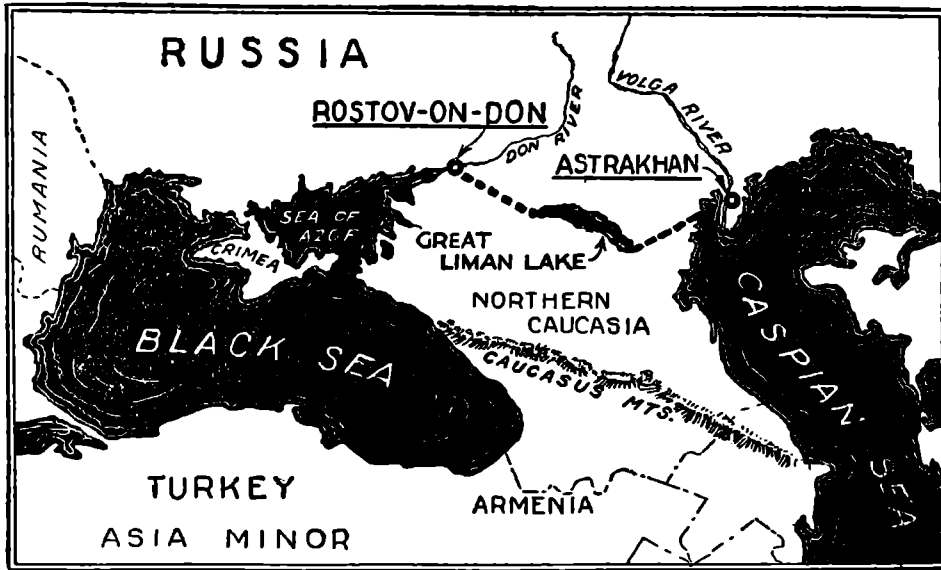 RUSSIA
VOLGA RIVER
ROSTOV-ON-DON
DON RIVER
ASTRAKHAN
RUMANIA
SEA OF
AZOF
CRIMEA
GREAT
LIMAN LAKE
NORTHERN
CAUCASIA
BLACK SEA
CAUCASUS MTS.
CASPIAN SEA
TURKEY
ASIA MINOR
ARMENIA